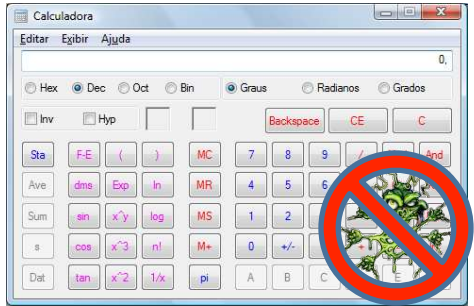 Calculadora
Editar Exibir Ajuda
0,
Hex Dec Oct Bin Graus Radianos Grados
Inv Hyp Backspace CE C
Sta F-E ( ) MC 7 8 9 / And
Ave dms Exp ln MR 4 5 6
Sum sin x^y log MS 1 2
s cos x^3 n! M+ 0 +/- +
Dat tan x^2 1/x pi A B C E